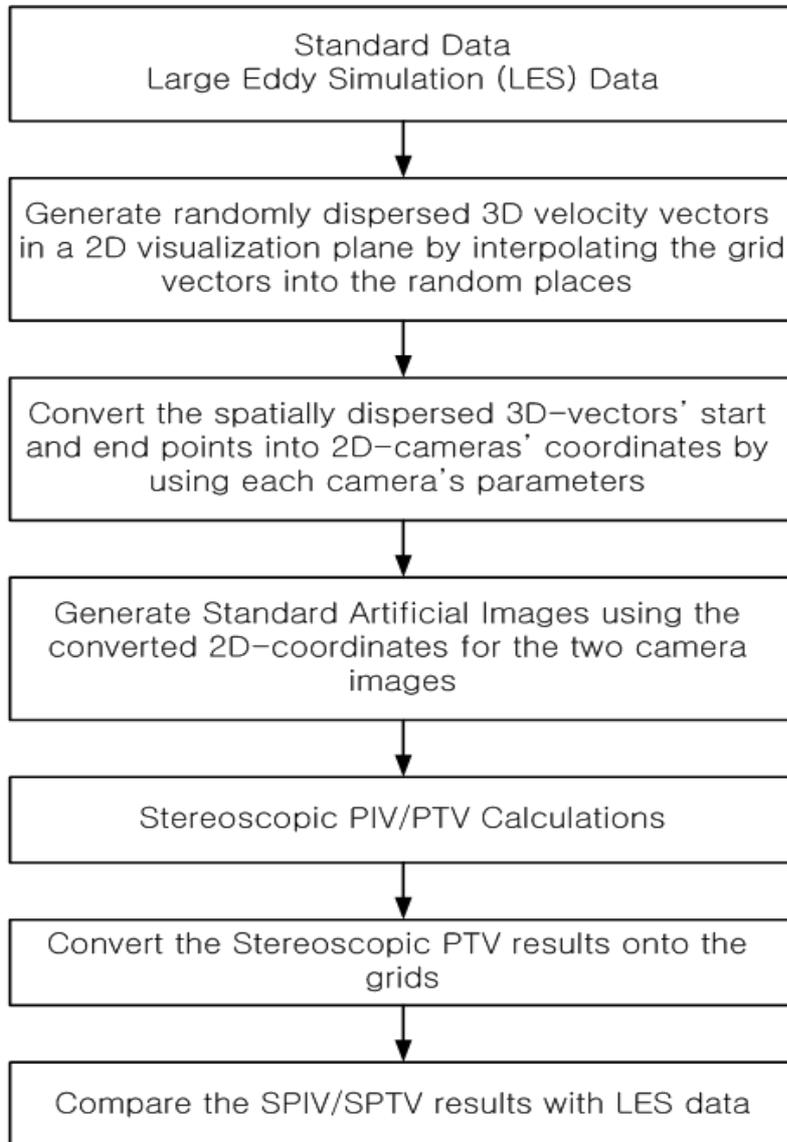 Standard Data
Large Eddy Simulation (LES) Data
Generate randomly dispersed 3D velocity vectors
in a 2D visualization plane by interpolating the grid
vectors into the random places
Convert the spatially dispersed 3D-vectors’ start
and end points into 2D-cameras’ coordinates by
using each camera’s parameters
Generate Standard Artificial Images using the
converted 2D-coordinates for the two camera
images
Stereoscopic PIV/PTV Calculations
Convert the Stereoscopic PTV results onto the
grids
Compare the SPIV/SPTV results with LES data